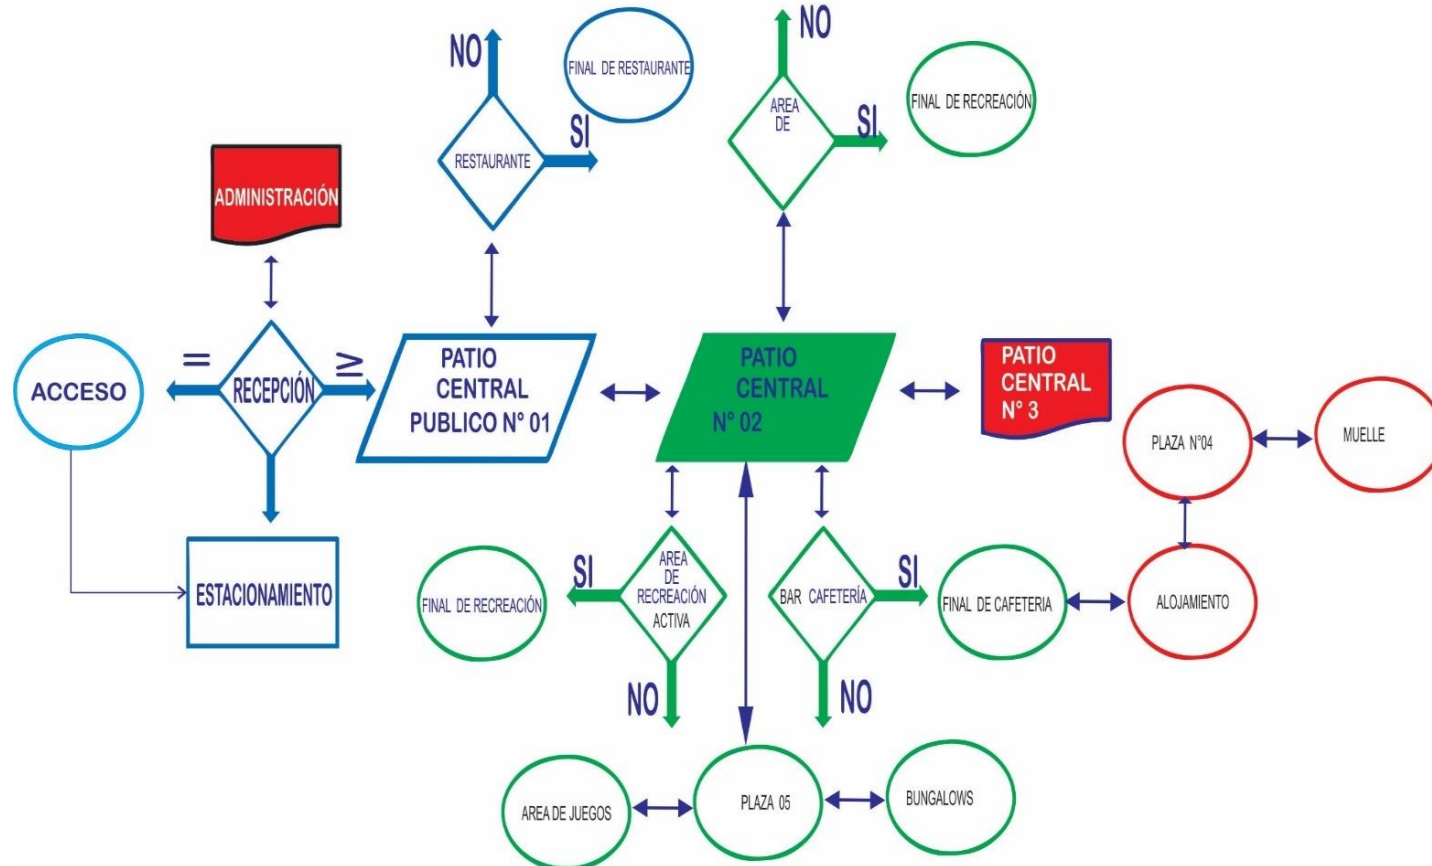 NO
FINAL DE RESTAURANTE
SI
RESTAURANTE
NO
AREA
DE
SI
FINAL DE RECREACIÓN
ADMINISTRACIÓN
ACCESO
=
RECEPCIÓN
≥
PATIO
CENTRAL
PUBLICO N° 01
PATIO
CENTRAL
N° 02
PATIO
CENTRAL
N° 3
PLAZA N°04
MUELLE
ESTACIONAMIENTO
FINAL DE RECREACIÓN
SI
AREA
DE
RECREACIÓN
ACTIVA
NO
BAR CAFETERÍA
SI
NO
FINAL DE CAFETERIA
ALOJAMIENTO
AREA DE JUEGOS
PLAZA 05
BUNGALOWS